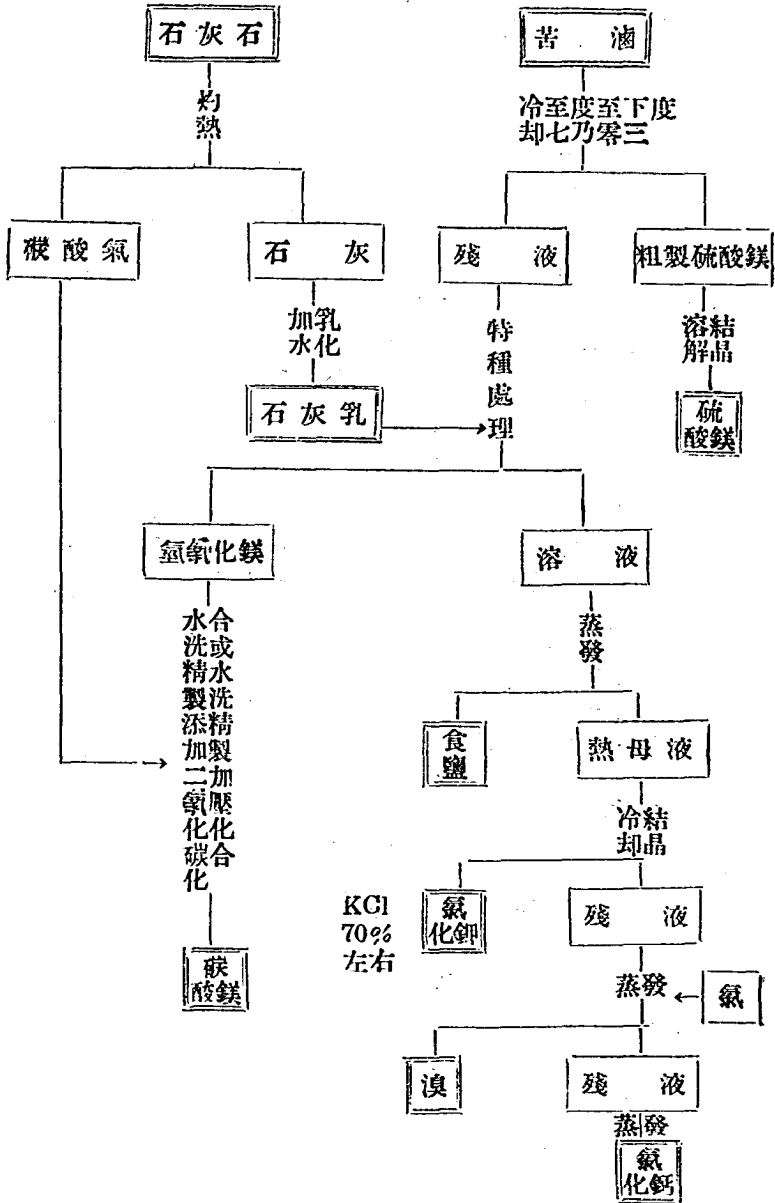 石灰石
苦滷
灼熱
冷却至七度乃至零下三度
碳酸氣
石灰
殘液
粗製硫酸鎂
加水乳化
特種處理
溶解結晶
石灰乳
硫酸鎂
氫氧化鎂
溶液
水洗精製添加二氧化碳化
合或水洗精製加壓化合
蒸發
食鹽
熱母液
冷却結晶
KCl
70%
左右
氯化鉀
殘液
碳酸鎂
蒸發
氯
溴
殘液
蒸發
氯化鈣